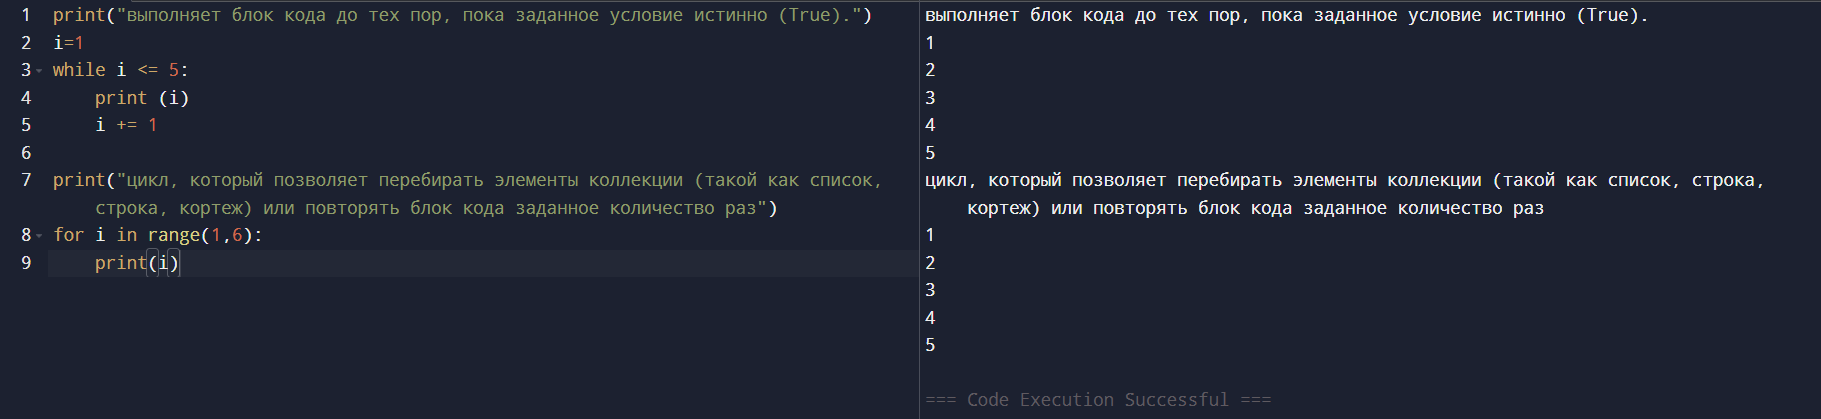 1 print("выполняет блок кода до тех пор, пока заданное условие истинно (True).")
2 i=1
3 while i <= 5:
4     print (i)
5     i += 1
6
7 print("цикл, который позволяет перебирать элементы коллекции (такой как список,
    строка, кортеж) или повторять блок кода заданное количество раз")
8 for i in range(1,6):
9     print(i)
выполняет блок кода до тех пор, пока заданное условие истинно (True).
1
2
3
4
5
цикл, который позволяет перебирать элементы коллекции (такой как список, строка,
    кортеж) или повторять блок кода заданное количество раз
1
2
3
4
5
=== Code Execution Successful ===